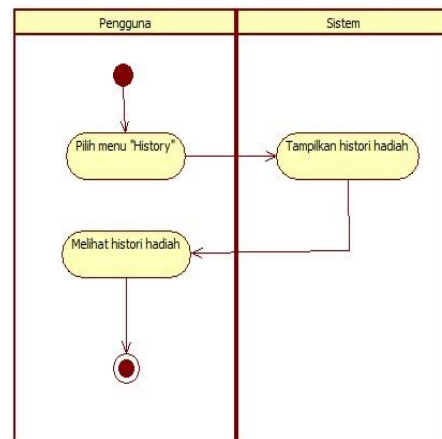 Pengguna
Sistem
Pilih menu "History"
Tampilkan histori hadiah
Melihat histori hadiah